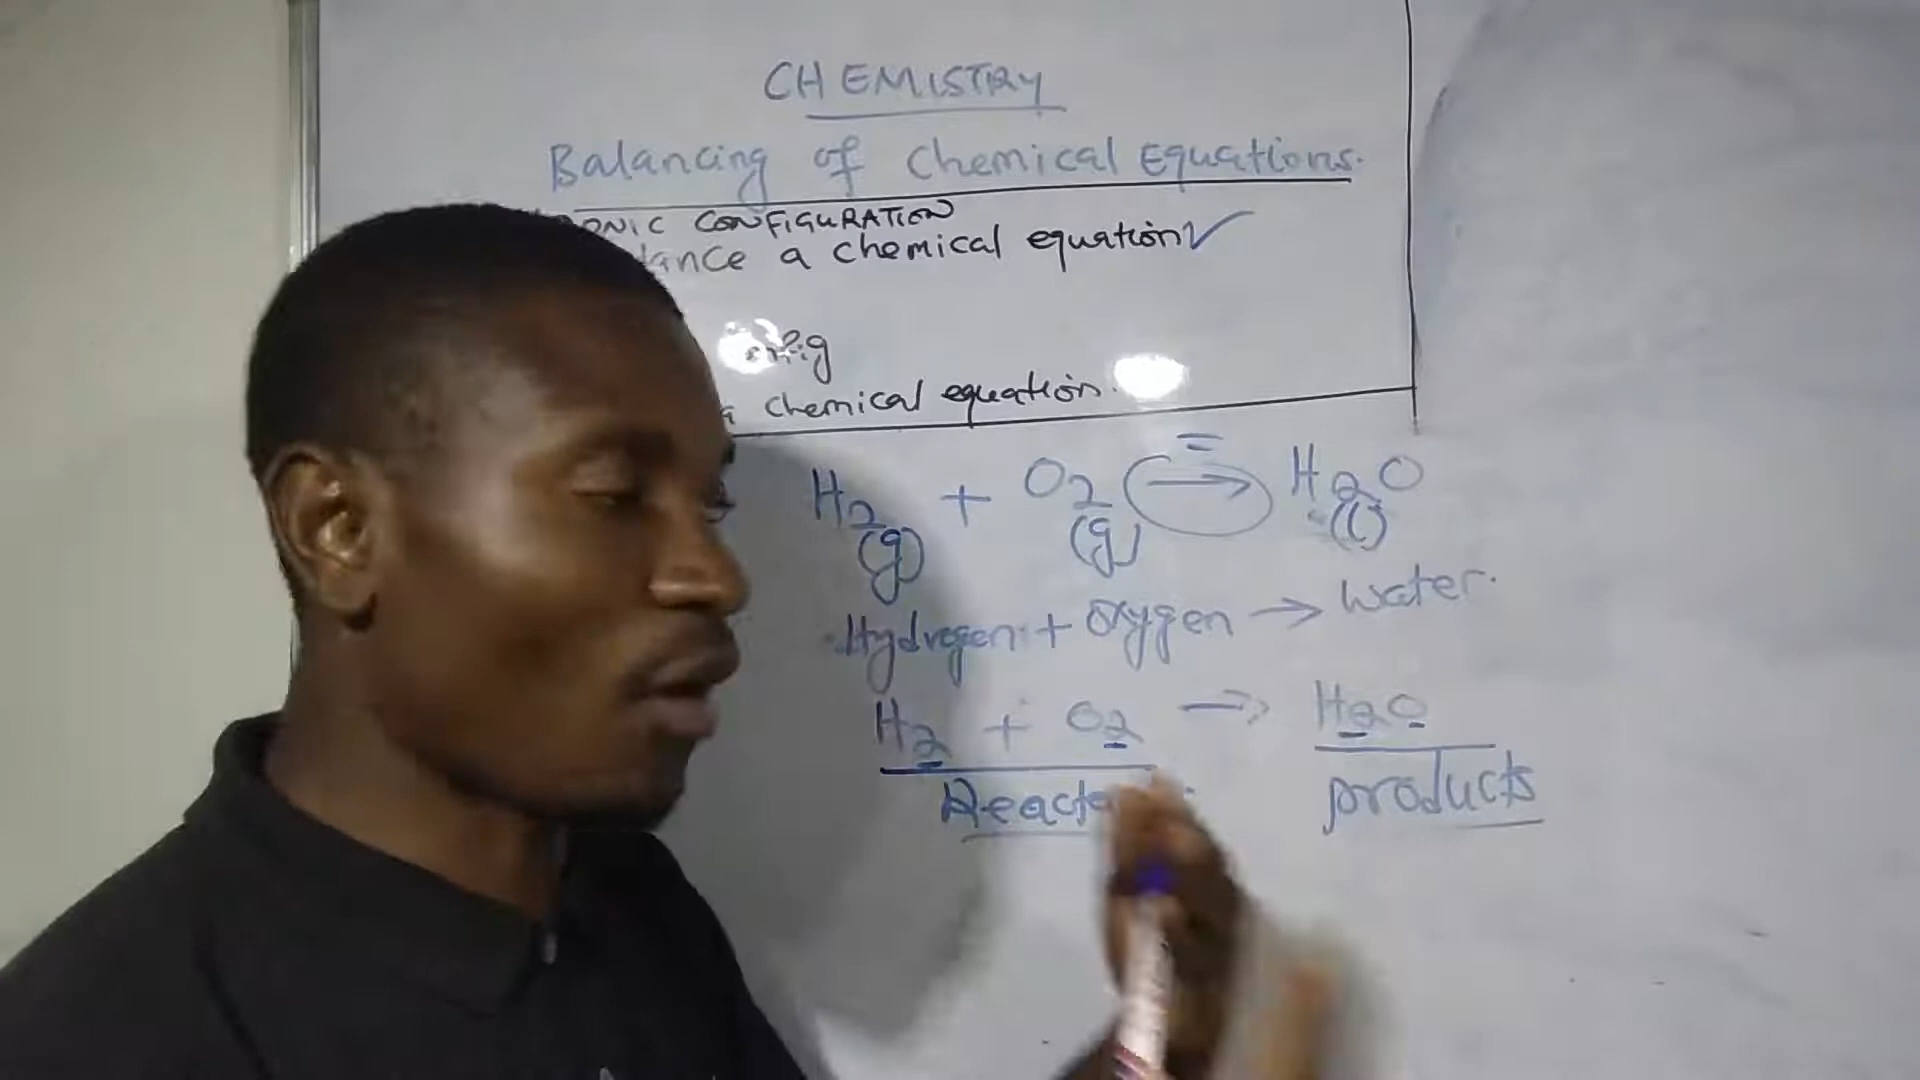 CHEMISTRY
Balancing of Chemical Equations.
ONIC CONFIGURATION
lance a chemical equation✓
a chemical equation.
=
H2(g) + O2(g) → H2O(l)
Hydrogen + Oxygen → Water.
H2 + O2 → H2O
Reacta products